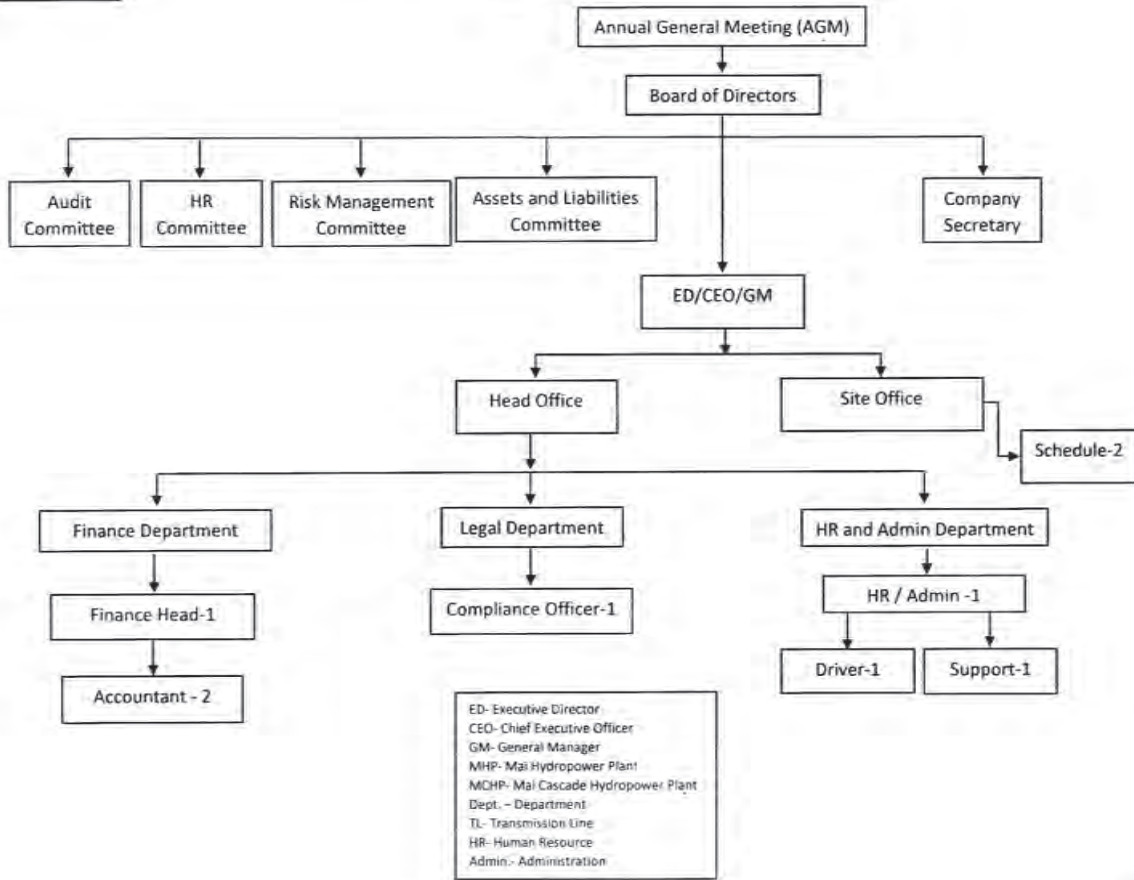 Annual General Meeting (AGM)
Board of Directors
Audit
Committee
HR
Committee
Risk Management
Committee
Assets and Liabilities
Committee
Company
Secretary
ED/CEO/GM
Head Office
Site Office
Schedule-2
Finance Department
Legal Department
HR and Admin Department
Finance Head-1
Compliance Officer-1
HR / Admin -1
Accountant - 2
Driver-1
Support-1
ED- Executive Director
CEO- Chief Executive Officer
GM- General Manager
MHP- Mai Hydropower Plant
MCHP- Mai Cascade Hydropower Plant
Dept. – Department
TL- Transmission Line
HR- Human Resource
Admin.- Administration